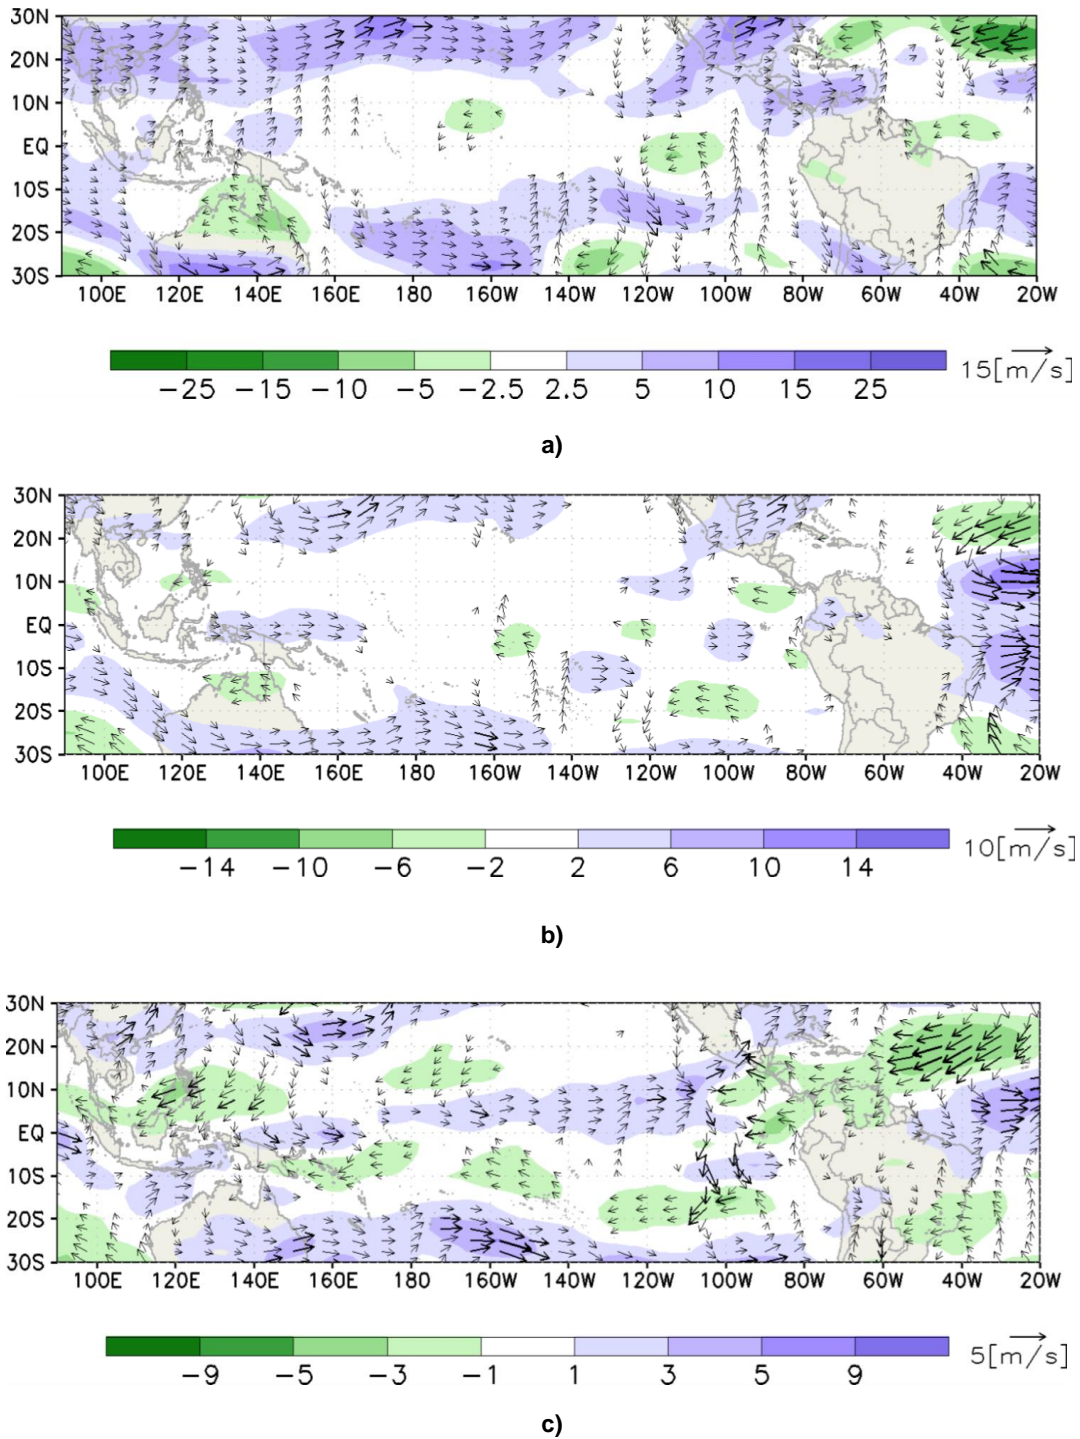 30N
20N
10N
EQ
10S
20S
30S
100E 120E 140E 160E 180 160W 140W 120W 100W 80W 60W 40W 20W
−25 −15 −10 −5 −2.5 2.5 5 10 15 25
15[m/s]
a)
30N
20N
10N
EQ
10S
20S
30S
100E 120E 140E 160E 180 160W 140W 120W 100W 80W 60W 40W 20W
−14 −10 −6 −2 2 6 10 14
10[m/s]
b)
30N
20N
10N
EQ
10S
20S
30S
100E 120E 140E 160E 180 160W 140W 120W 100W 80W 60W 40W 20W
−9 −5 −3 −1 1 3 5 9
5[m/s]
c)